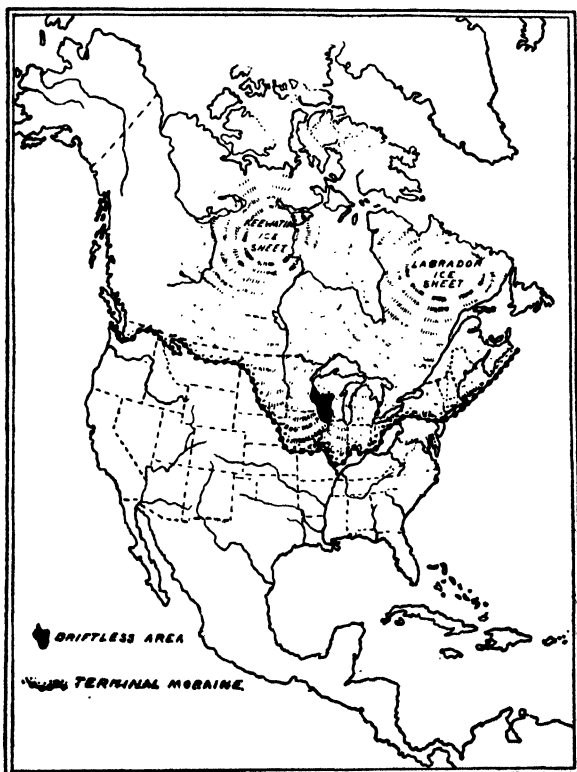 KEEWATIN
ICE
SHEET
LABRADOR
ICE
SHEET
DRIFTLESS AREA
TERMINAL MORAINE